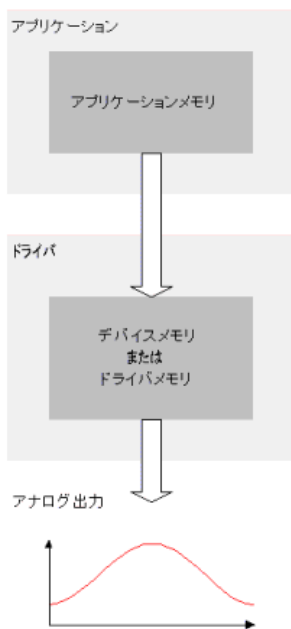 アプリケーション
アプリケーションメモリ
ドライバ
デバイスメモリ
または
ドライバメモリ
アナログ出力